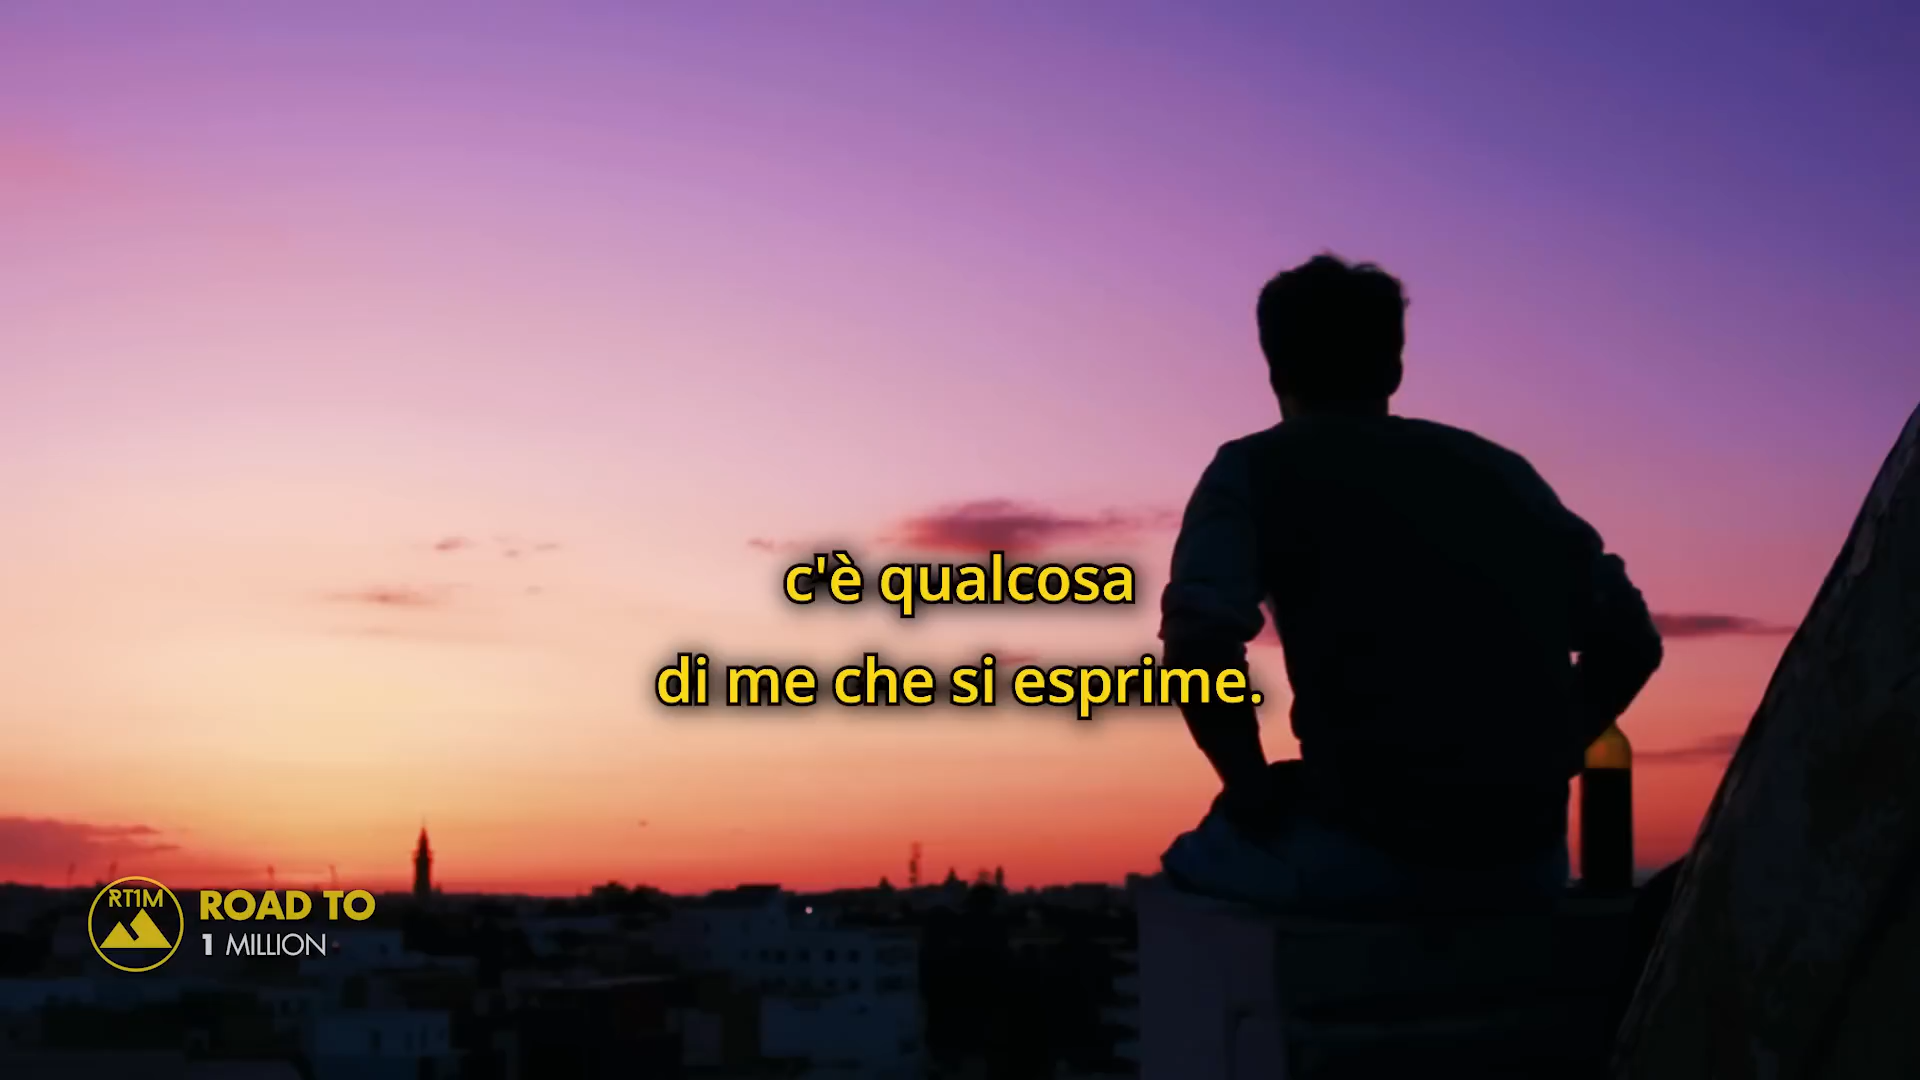 c'è qualcosa
di me che si esprime.
RT1M
ROAD TO
1 MILLION